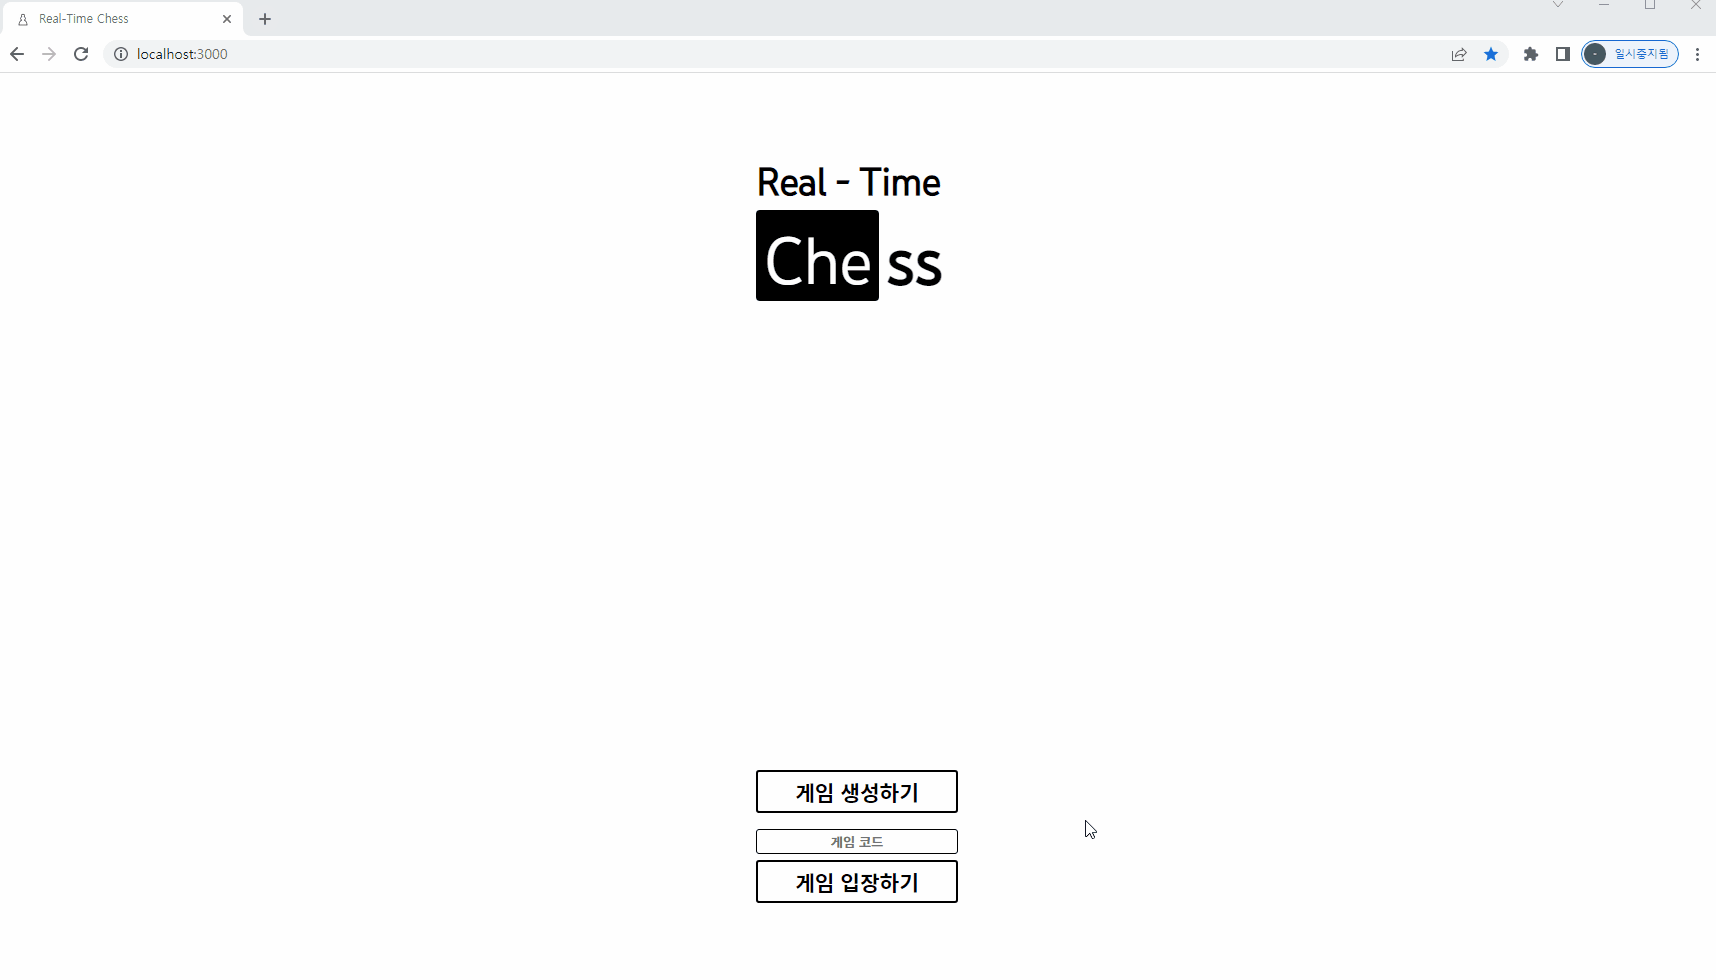 Real-Time Chess
localhost:3000
일시중지됨
Real - Time
Chess
게임 생성하기
게임 코드
게임 입장하기